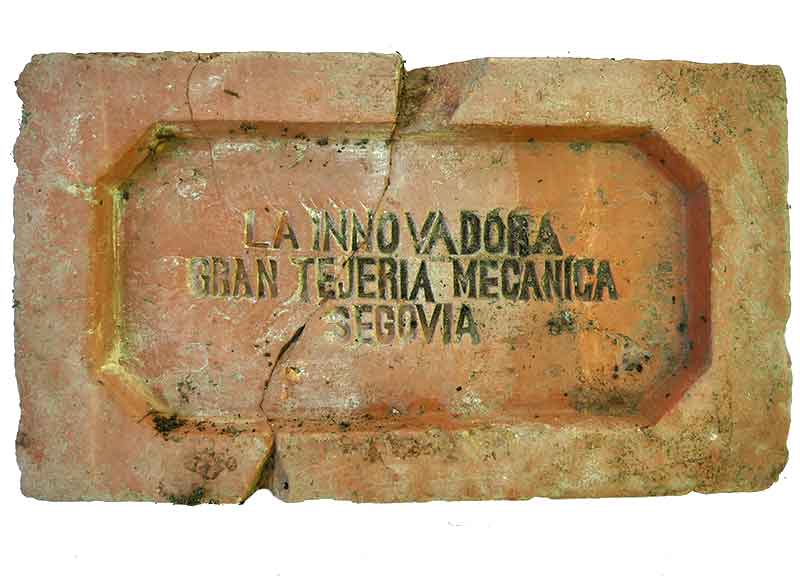 LA INNOVADORA
GRAN TEJERIA MECANICA
SEGOVIA